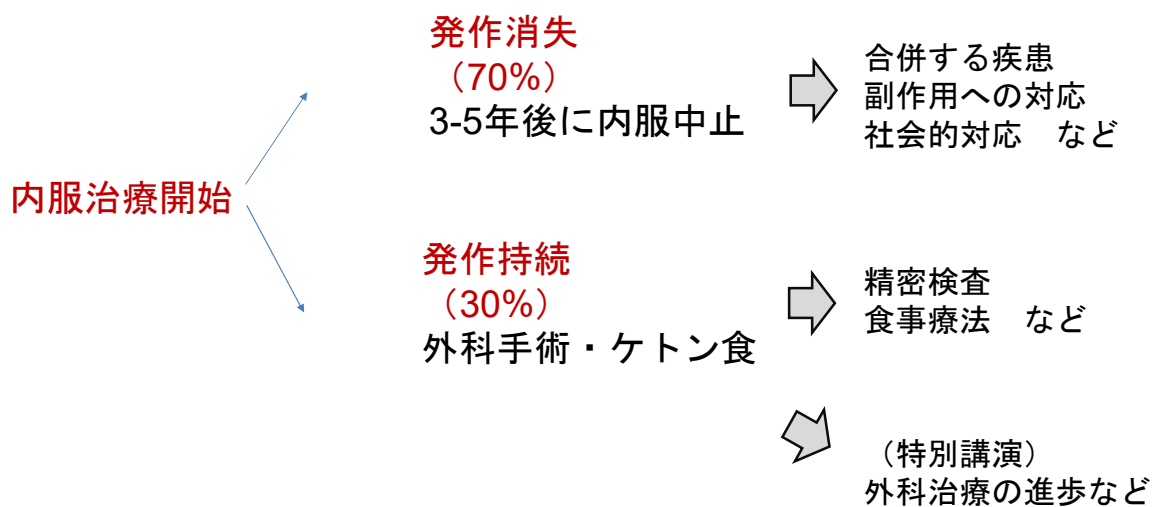 内服治療開始
発作消失
（70%）
3-5年後に内服中止
合併する疾患
副作用への対応
社会的対応　など
発作持続
（30%）
外科手術・ケトン食
精密検査
食事療法　など
（特別講演）
外科治療の進歩など